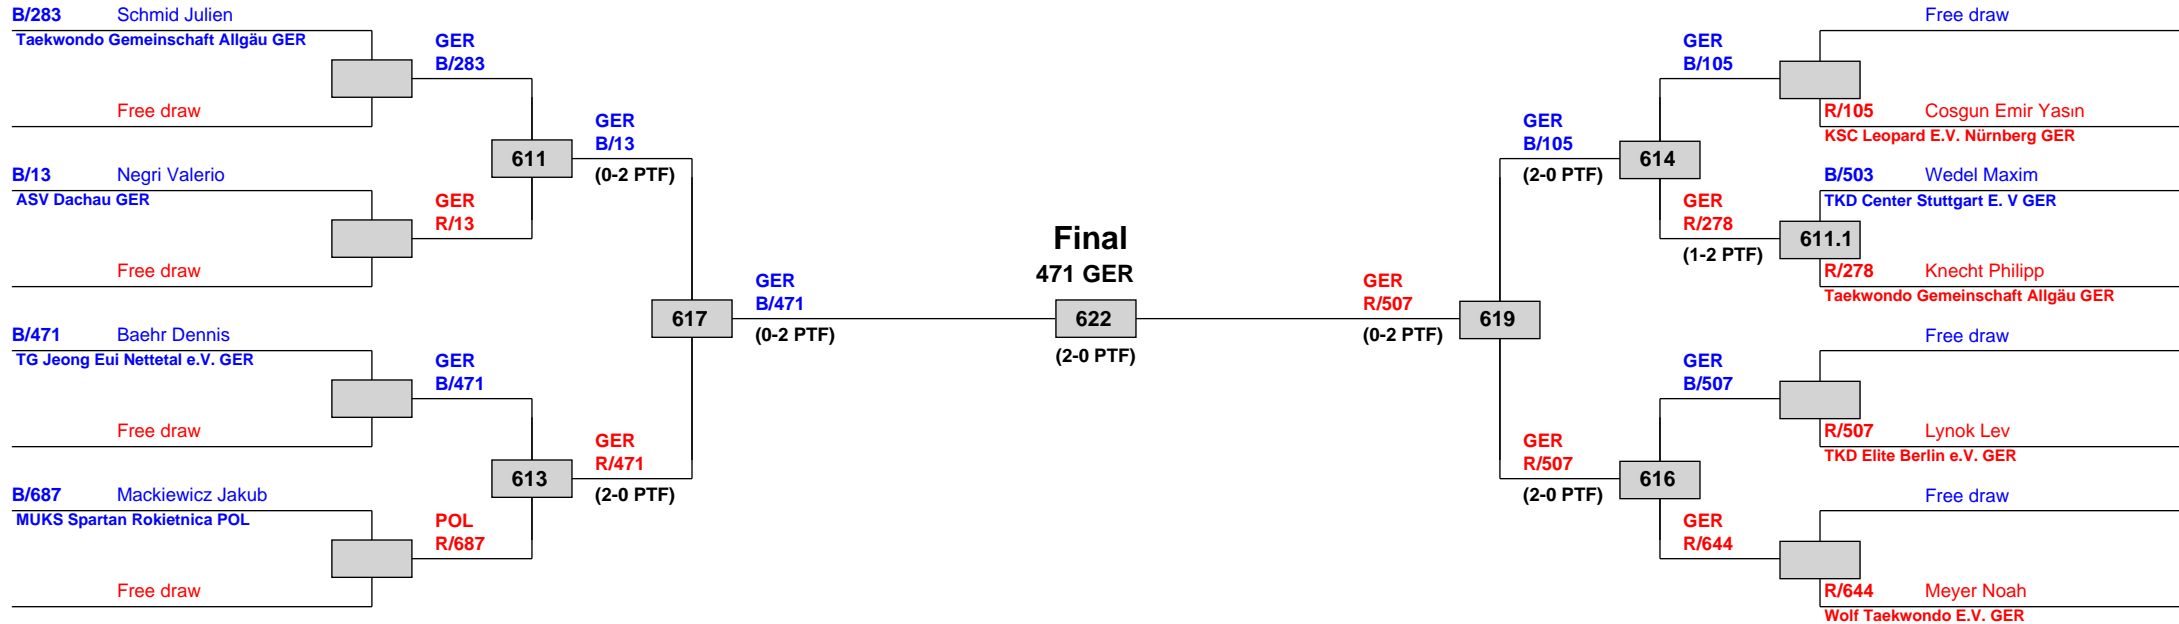 B/283 Schmid Julien
Taekwondo Gemeinschaft Allgäu GER
Free draw
B/13 Negri Valerio
ASV Dachau GER
Free draw
B/471 Baehr Dennis
TG Jeong Eui Nettetal e.V. GER
Free draw
B/687 Mackiewicz Jakub
MUKS Spartan Rokietnica POL
Free draw
GER
B/283
GER
R/13
GER
B/471
POL
R/687
611
613
GER
B/13
(0-2 PTF)
GER
R/471
(2-0 PTF)
617
GER
B/471
(0-2 PTF)
Final
471 GER
622
(2-0 PTF)
GER
R/507
(0-2 PTF)
619
GER
B/105
(2-0 PTF)
GER
R/507
(2-0 PTF)
614
616
GER
B/105
GER
R/278
(1-2 PTF)
GER
B/507
GER
R/644
611.1
Free draw
R/105 Cosgun Emir Yasın
KSC Leopard E.V. Nürnberg GER
B/503 Wedel Maxim
TKD Center Stuttgart E. V GER
R/278 Knecht Philipp
Taekwondo Gemeinschaft Allgäu GER
Free draw
R/507 Lynok Lev
TKD Elite Berlin e.V. GER
Free draw
R/644 Meyer Noah
Wolf Taekwondo E.V. GER